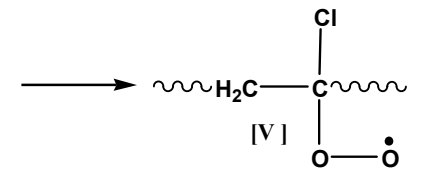 Cl
H₂C C
[V ]
O O